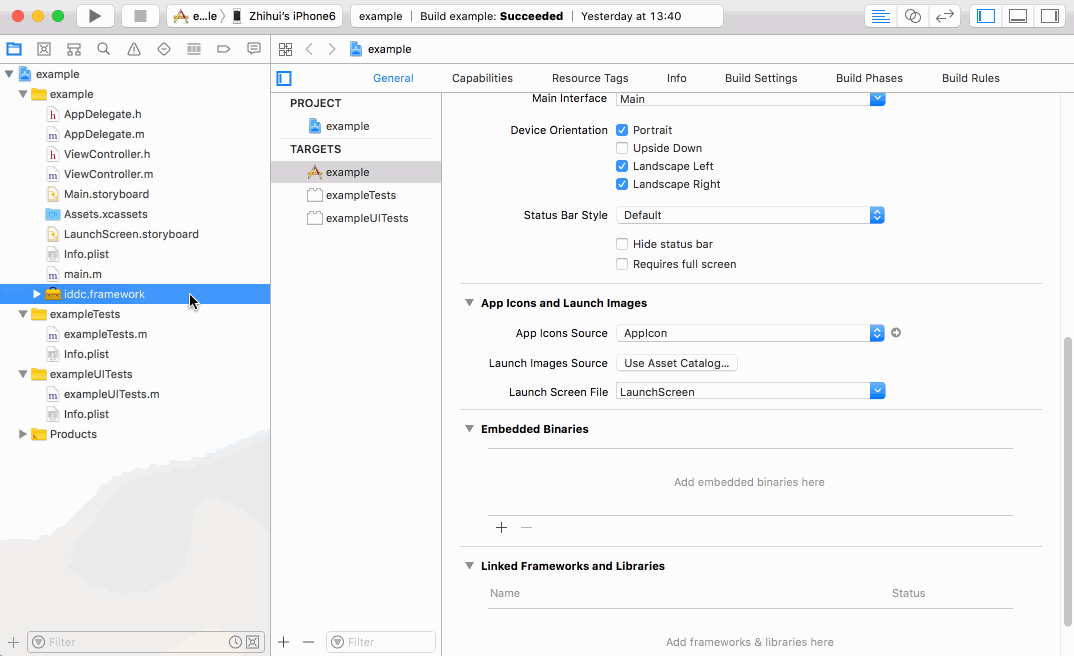 e...le
Zhihui's iPhone6
example | Build example: Succeeded | Yesterday at 13:40
example
General
Capabilities
Resource Tags
Info
Build Settings
Build Phases
Build Rules
example
example
AppDelegate.h
AppDelegate.m
ViewController.h
ViewController.m
Main.storyboard
Assets.xcassets
LaunchScreen.storyboard
Info.plist
main.m
iddc.framework
exampleTests
exampleTests.m
Info.plist
exampleUITests
exampleUITests.m
Info.plist
Products
Filter
PROJECT
example
TARGETS
example
exampleTests
exampleUITests
Filter
Main Interface Main
Device Orientation Portrait
Upside Down
Landscape Left
Landscape Right
Status Bar Style Default
Hide status bar
Requires full screen
App Icons and Launch Images
App Icons Source AppIcon
Launch Images Source Use Asset Catalog...
Launch Screen File LaunchScreen
Embedded Binaries
Add embedded binaries here
Linked Frameworks and Libraries
Name Status
Add frameworks & libraries here